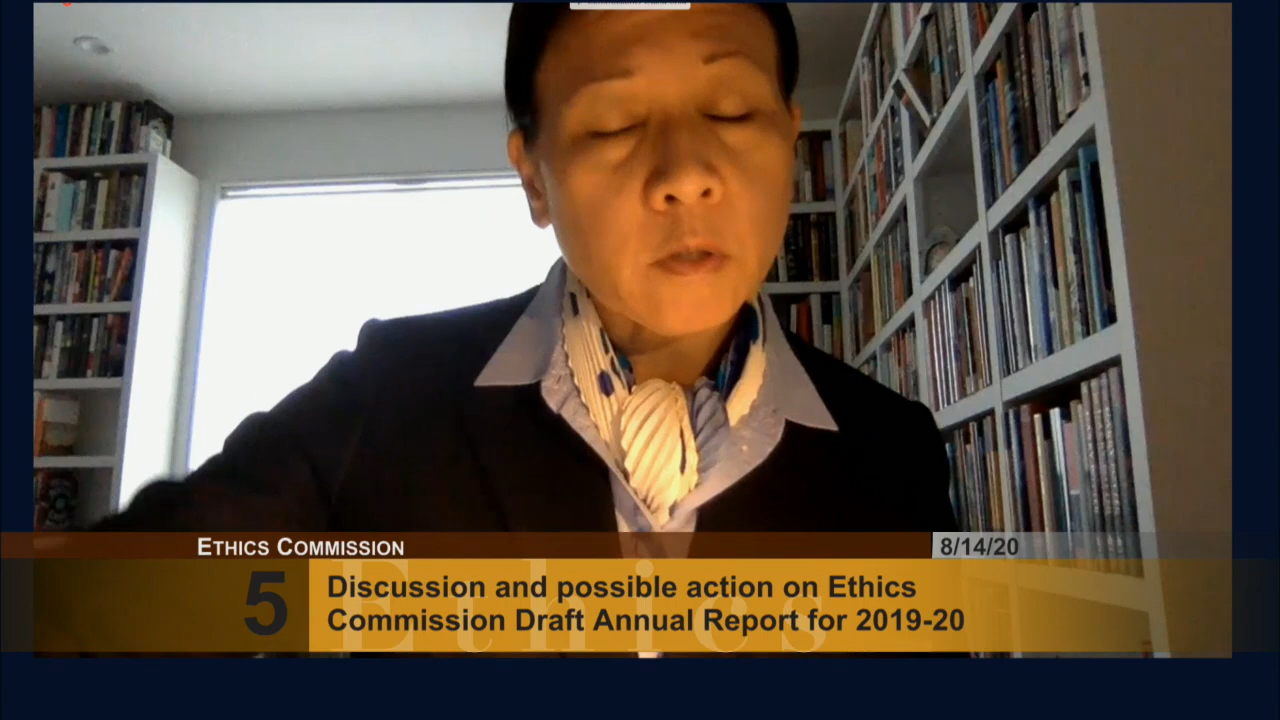 ETHICS COMMISSION
8/14/20
5
Discussion and possible action on Ethics
Commission Draft Annual Report for 2019-20
Ethics